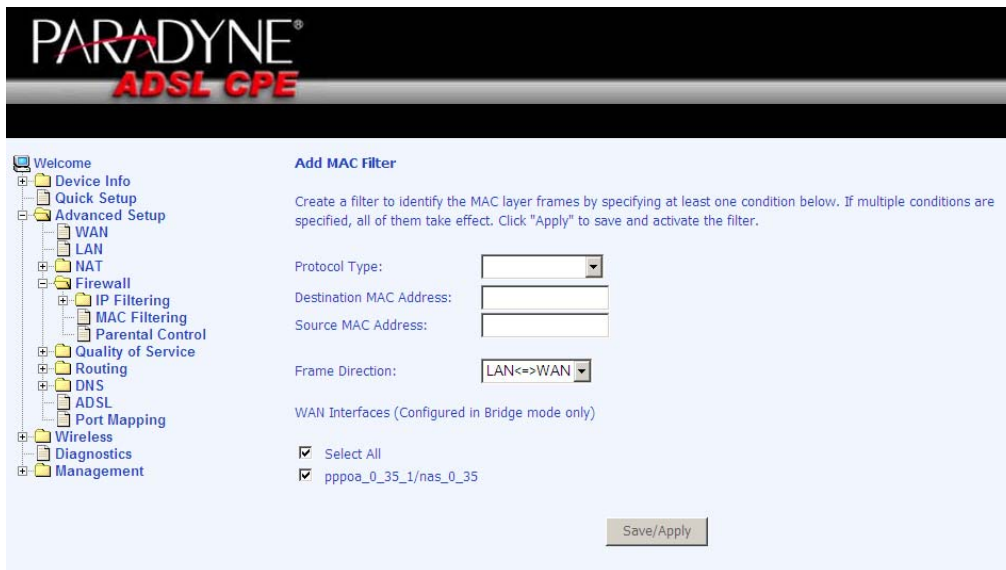 PARADYNE®
ADSL CPE
Welcome
Device Info
Quick Setup
Advanced Setup
WAN
LAN
NAT
Firewall
IP Filtering
MAC Filtering
Parental Control
Quality of Service
Routing
DNS
ADSL
Port Mapping
Wireless
Diagnostics
Management
Add MAC Filter
Create a filter to identify the MAC layer frames by specifying at least one condition below. If multiple conditions are
specified, all of them take effect. Click "Apply" to save and activate the filter.
Protocol Type:
Destination MAC Address:
Source MAC Address:
Frame Direction: LAN<=>WAN
WAN Interfaces (Configured in Bridge mode only)
Select All
pppoa_0_35_1/nas_0_35
Save/Apply